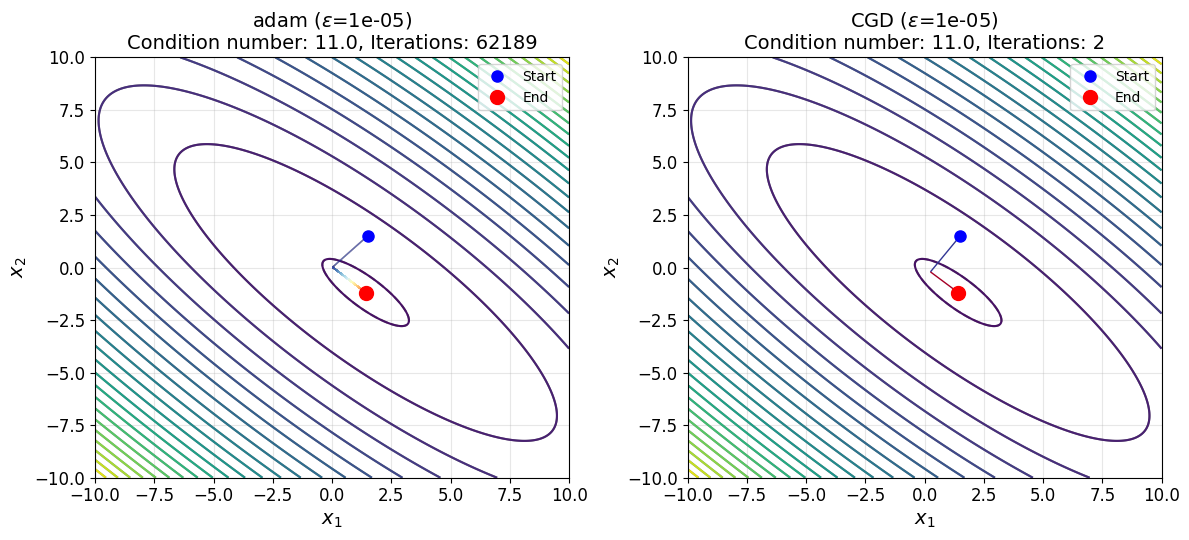 adam (ε=1e-05)
Condition number: 11.0, Iterations: 62189
10.0
7.5
5.0
2.5
0.0
−2.5
−5.0
−7.5
−10.0
x₂
Start
End
−10.0 −7.5 −5.0 −2.5 0.0 2.5 5.0 7.5 10.0
x₁
CGD (ε=1e-05)
Condition number: 11.0, Iterations: 2
10.0
7.5
5.0
2.5
0.0
−2.5
−5.0
−7.5
−10.0
x₂
Start
End
−10.0 −7.5 −5.0 −2.5 0.0 2.5 5.0 7.5 10.0
x₁